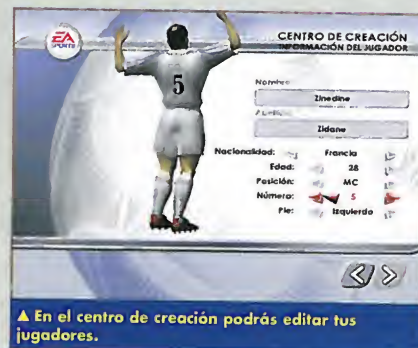 EA
SPORTS
CENTRO DE CREACIÓN
INFORMACIÓN DEL JUGADOR
5
Nombre
Zinedine
Apellido
Zidane
Nacionalidad: Francia
Edad: 28
Posición: MC
Número: 5
Pie: Izquierdo
▲ En el centro de creación podrás editar tus
jugadores.